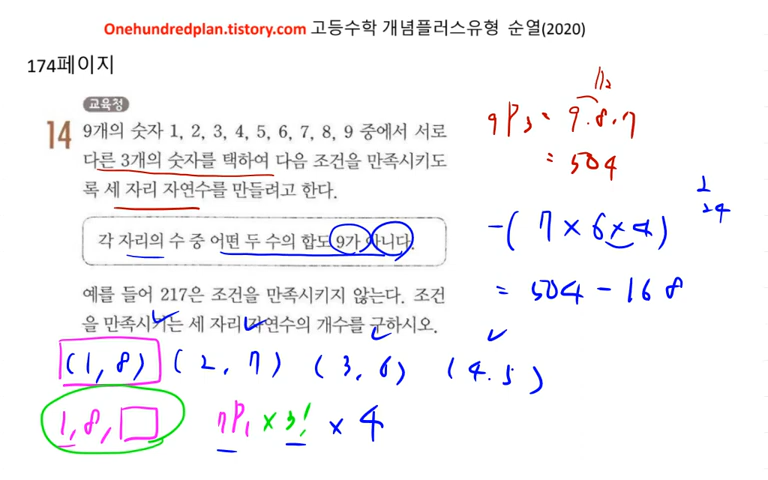 Onehundredplan.tistory.com 고등수학 개념플러스유형 순열(2020)
174페이지
교육청
14 9개의 숫자 1, 2, 3, 4, 5, 6, 7, 8, 9 중에서 서로
다른 3개의 숫자를 택하여 다음 조건을 만족시키도
록 세 자리 자연수를 만들려고 한다.
각 자리의 수 중 어떤 두 수의 합도 9가 아니다.
예를 들어 217은 조건을 만족시키지 않는다. 조건
을 만족시키는 세 자리 자연수의 개수를 구하시오.
(1, 8) (2, 7) (3, 6) (4.5)
1, 8, □ 7P1 × 3! × 4
72
9P3 = 9.8.7
= 504
2
24
-(7×6×4)
= 504-168